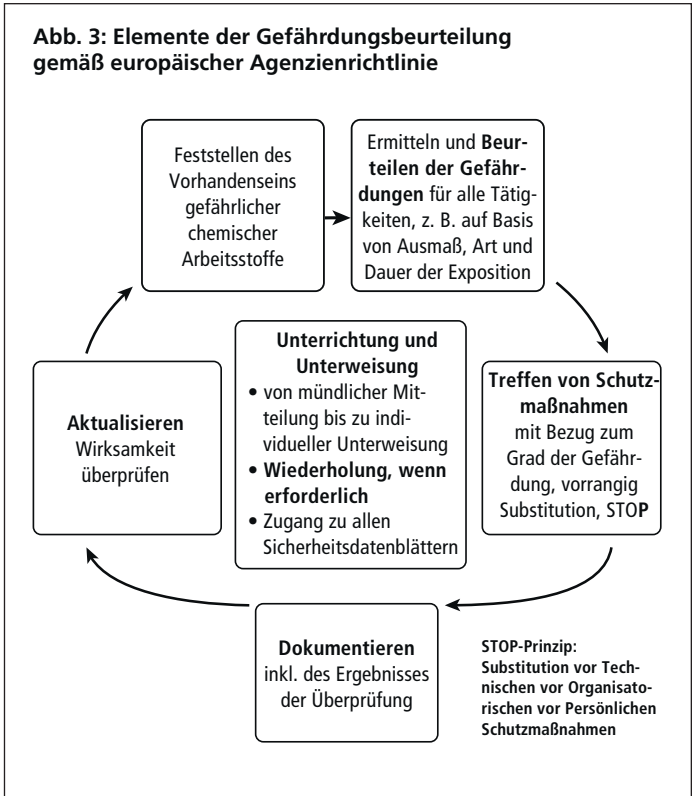 Abb. 3: Elemente der Gefährdungsbeurteilung
gemäß europäischer Agenzienrichtlinie
Feststellen des
Vorhandenseins
gefährlicher
chemischer
Arbeitsstoffe
Ermitteln und Beur-
teilen der Gefähr-
dungen für alle Tätig-
keiten, z. B. auf Basis
von Ausmaß, Art und
Dauer der Exposition
Treffen von Schutz-
maßnahmen
mit Bezug zum
Grad der Gefähr-
dung, vorrangig
Substitution, STOP
Dokumentieren
inkl. des Ergebnisses
der Überprüfung
Aktualisieren
Wirksamkeit
überprüfen
Unterrichtung und
Unterweisung
• von mündlicher Mit-
teilung bis zu indi-
vidueller Unterweisung
• Wiederholung, wenn
erforderlich
• Zugang zu allen
Sicherheitsdatenblättern
STOP-Prinzip:
Substitution vor Tech-
nischen vor Organisato-
rischen vor Persönlichen
Schutzmaßnahmen